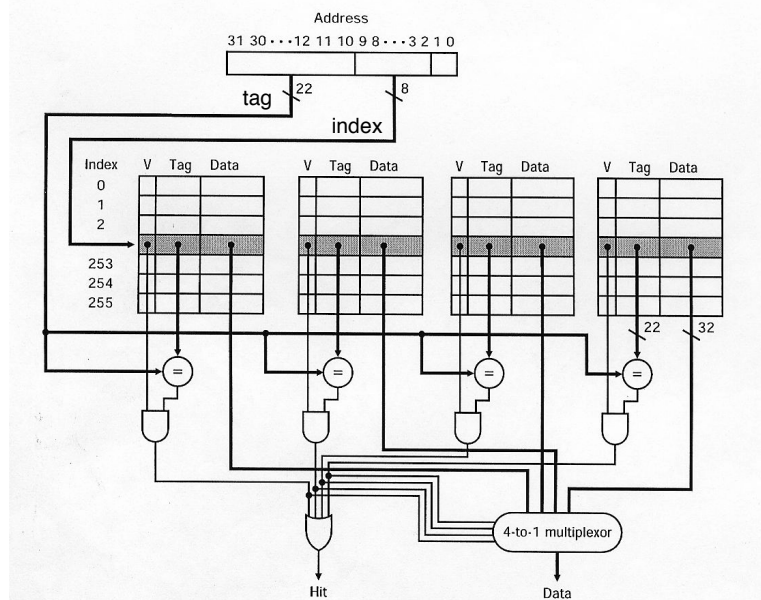 Address
31 30 ··· 12 11 10 9 8 ··· 3 2 1 0
22
8
tag
index
Index V Tag Data V Tag Data V Tag Data V Tag Data
0
1
2
253
254
255
22 32
= = = =
4-to-1 multiplexor
Hit Data